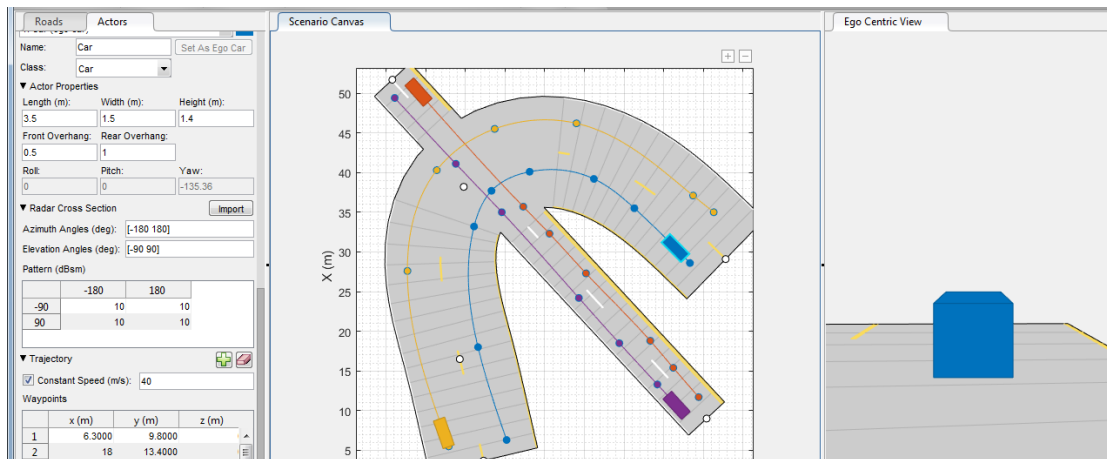 Roads Actors Scenario Canvas Ego Centric View
Name: Car Set As Ego Car
Class: Car
Actor Properties
Length (m): Width (m): Height (m):
3.5 1.5 1.4
Front Overhang: Rear Overhang:
0.5 1
Roll: Pitch: Yaw:
0 0 -135.36
Radar Cross Section Import
Azimuth Angles (deg): [-180 180]
Elevation Angles (deg): [-90 90]
Pattern (dBsm)
-180 180
-90 10 10
90 10 10
Trajectory
Constant Speed (m/s): 40
Waypoints
x (m) y (m) z (m)
1 6.3000 9.8000
2 18 13.4000
50
45
40
35
30
25
20
15
10
5
X (m)